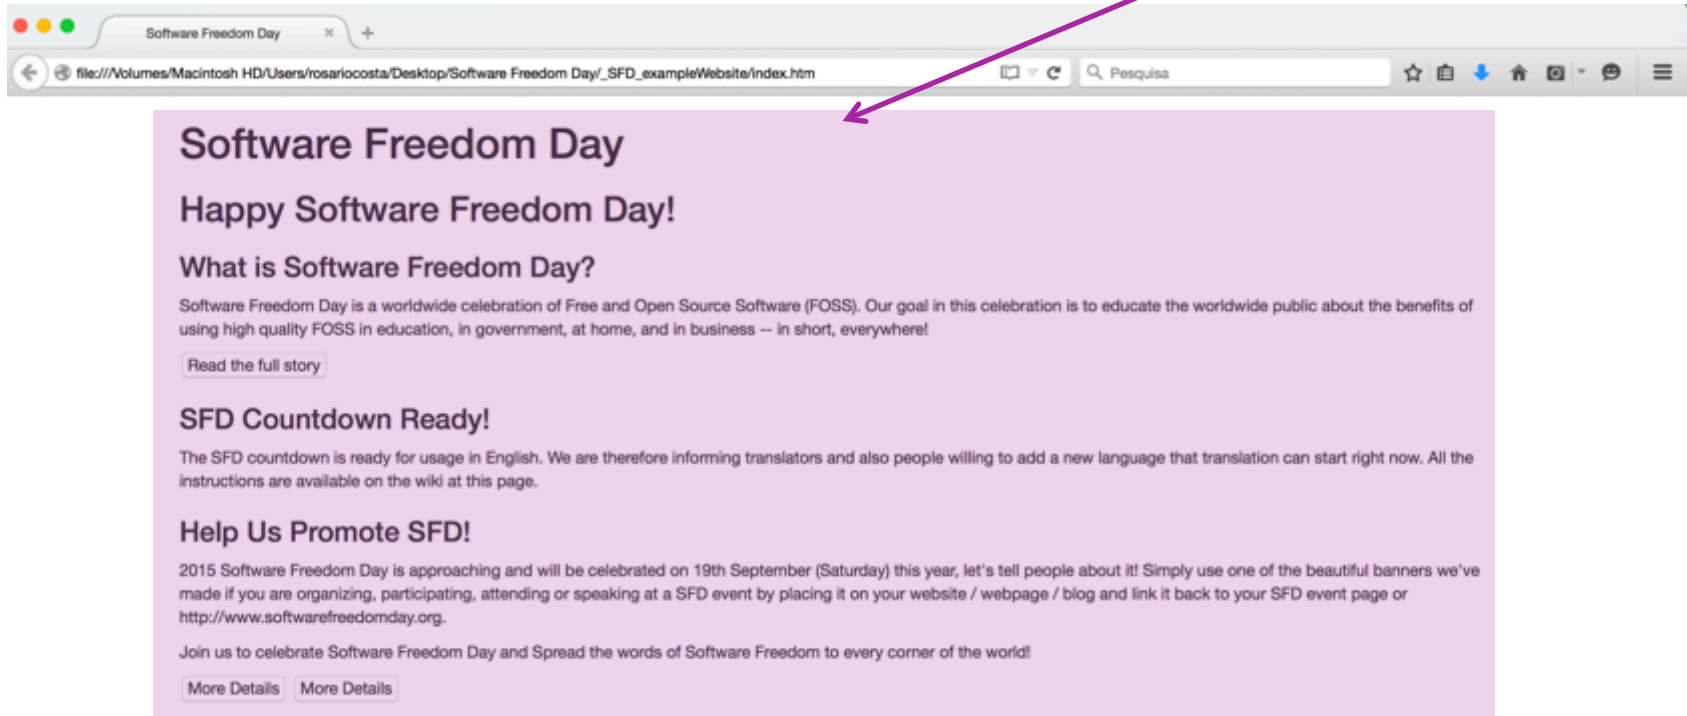 Software Freedom Day
file:///Volumes/Macintosh HD/Users/rosariocosta/Desktop/Software Freedom Day/_SFD_exampleWebsite/index.htm
Pesquisa
Software Freedom Day
Happy Software Freedom Day!
What is Software Freedom Day?
Software Freedom Day is a worldwide celebration of Free and Open Source Software (FOSS). Our goal in this celebration is to educate the worldwide public about the benefits of
using high quality FOSS in education, in government, at home, and in business -- in short, everywhere!
Read the full story
SFD Countdown Ready!
The SFD countdown is ready for usage in English. We are therefore informing translators and also people willing to add a new language that translation can start right now. All the
instructions are available on the wiki at this page.
Help Us Promote SFD!
2015 Software Freedom Day is approaching and will be celebrated on 19th September (Saturday) this year, let's tell people about it! Simply use one of the beautiful banners we've
made if you are organizing, participating, attending or speaking at a SFD event by placing it on your website / webpage / blog and link it back to your SFD event page or
http://www.softwarefreedomday.org.
Join us to celebrate Software Freedom Day and Spread the words of Software Freedom to every corner of the world!
More Details More Details